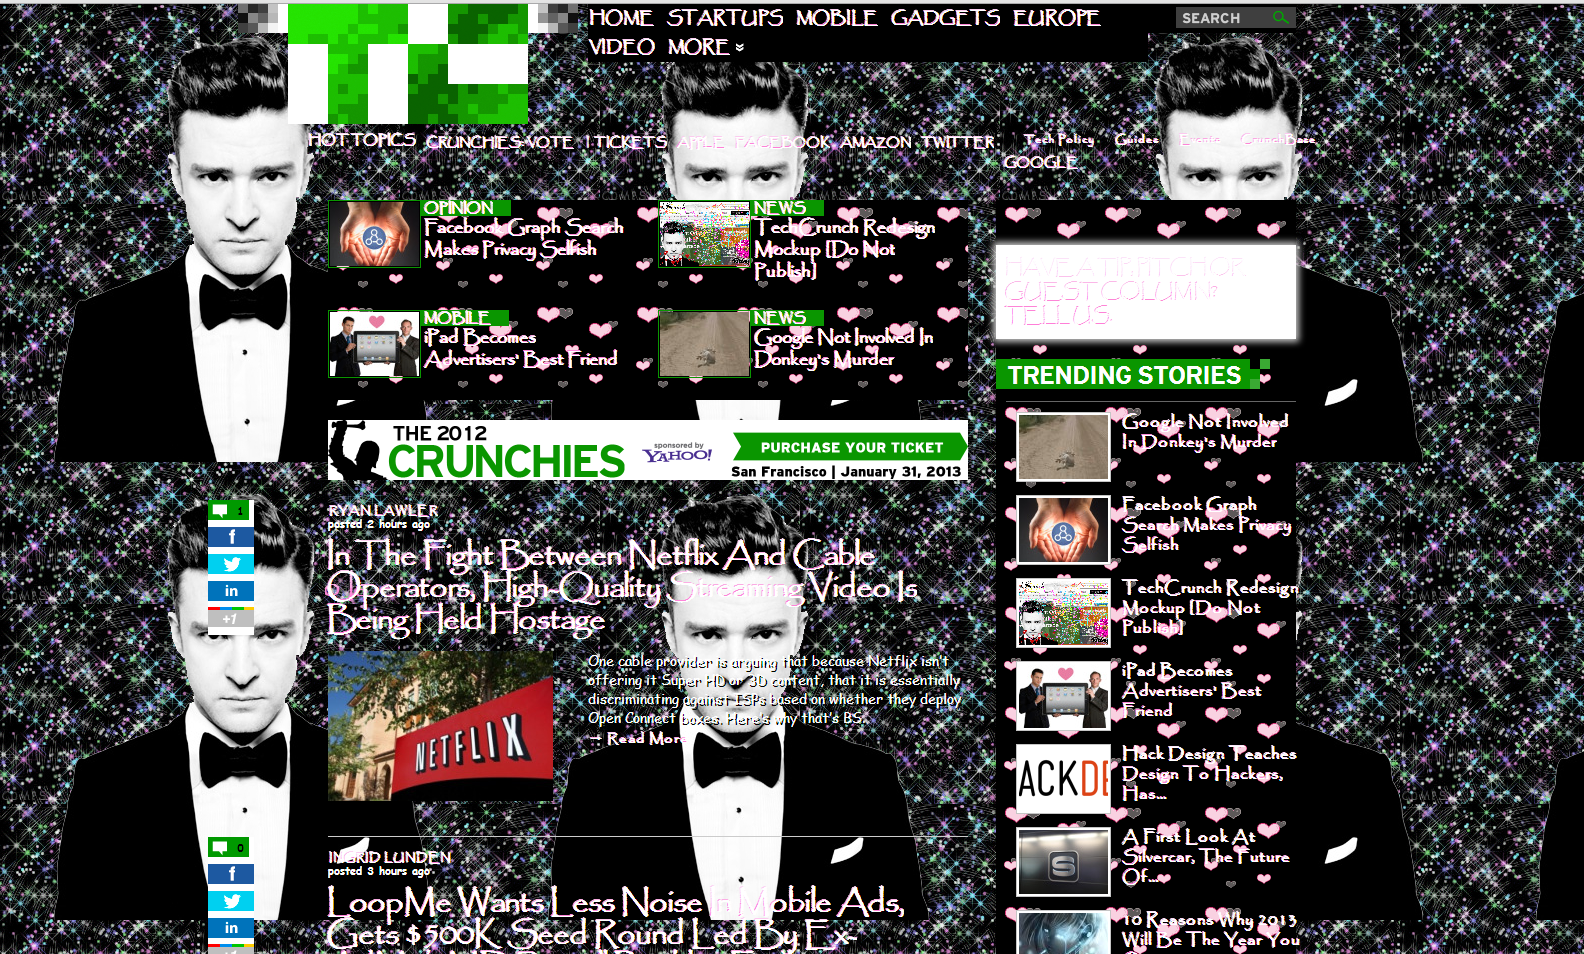 HOME STARTUPS MOBILE GADGETS EUROPE
VIDEO MORE
SEARCH
TC
HOT TOPICS CRUNCHIES-VOTE TICKETS APPLE FACEBOOK AMAZON TWITTER
GOOGLE
Tech Policy Guides Events CrunchBase
OPINION
Facebook Graph Search
Makes Privacy Selfish
NEWS
TechCrunch Redesign
Mockup [Do Not
Publish]
MOBILE
iPad Becomes
Advertisers' Best Friend
NEWS
Google Not Involved In
Donkey's Murder
HAVE A TIP, PITCH OR
GUEST COLUMN?
TELL US
TRENDING STORIES
Google Not Involved
In Donkey's Murder
Facebook Graph
Search Makes Privacy
Selfish
TechCrunch Redesign
Mockup [Do Not
Publish]
iPad Becomes
Advertisers' Best
Friend
ACKDE
Hack Design Teaches
Design To Hackers,
Has...
S
A First Look At
Silvercar, The Future
Of...
10 Reasons Why 2013
Will Be The Year You
THE 2012
CRUNCHIES
sponsored by
YAHOO!
PURCHASE YOUR TICKET
San Francisco | January 31, 2013
1
f
in
+1
RYAN LAWLER
posted 2 hours ago
In The Fight Between Netflix And Cable
Operators, High-Quality Streaming Video Is
Being Held Hostage
NETFLIX
One cable provider is arguing that because Netflix isn't
offering it Super HD or 3D content, that it is essentially
discriminating against ISPs based on whether they deploy
Open Connect boxes. Here's why that's BS.
→ Read More
0
f
in
INGRID LUNDEN
posted 3 hours ago
LoopMe Wants Less Noise In Mobile Ads,
Gets $500K Seed Round Led By Ex-